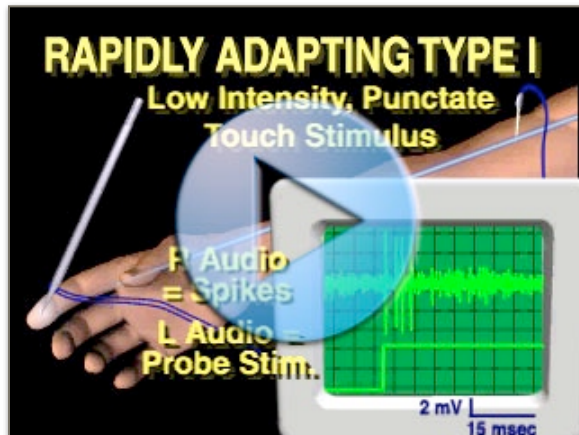 RAPIDLY ADAPTING TYPE I
Low Intensity, Punctate
Touch Stimulus
R Audio
= Spikes
L Audio =
Probe Stim.
2 mV
15 msec